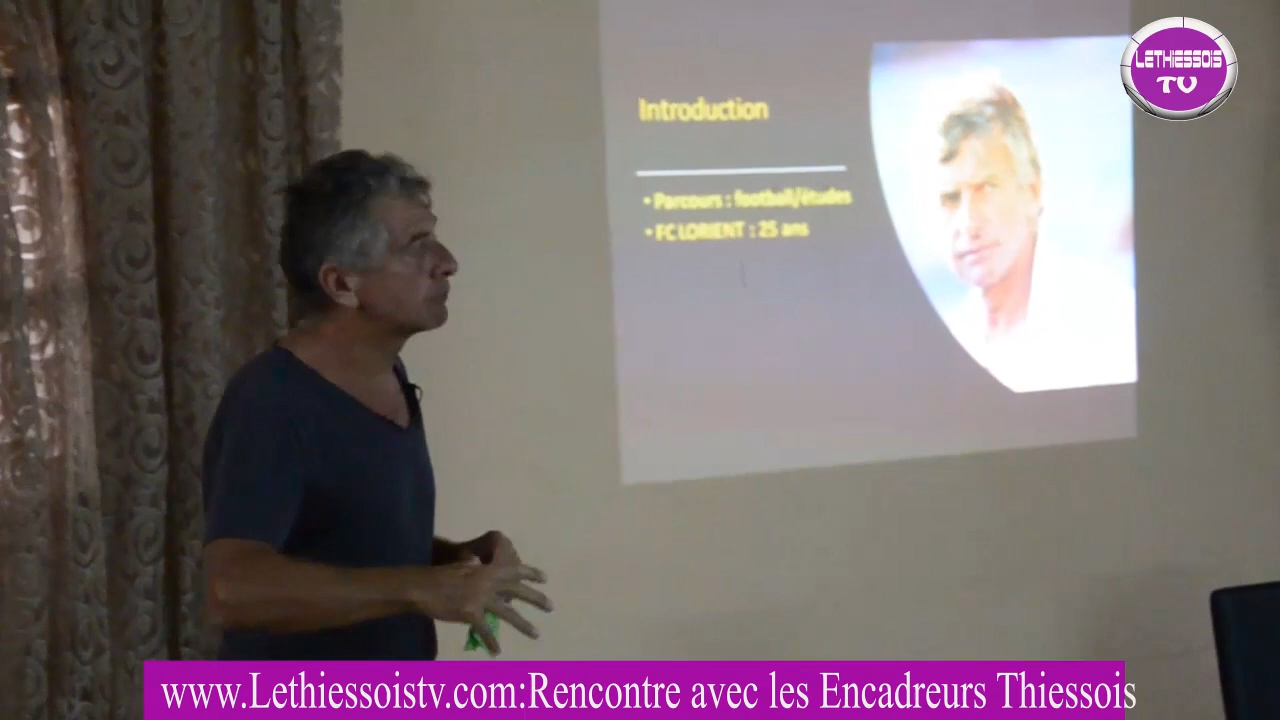 LETHIESSOIS
TV
Introduction
• Parcours : football/études
• FC LORIENT : 25 ans
www.Lethiessoistv.com:Rencontre avec les Encadreurs Thiessois